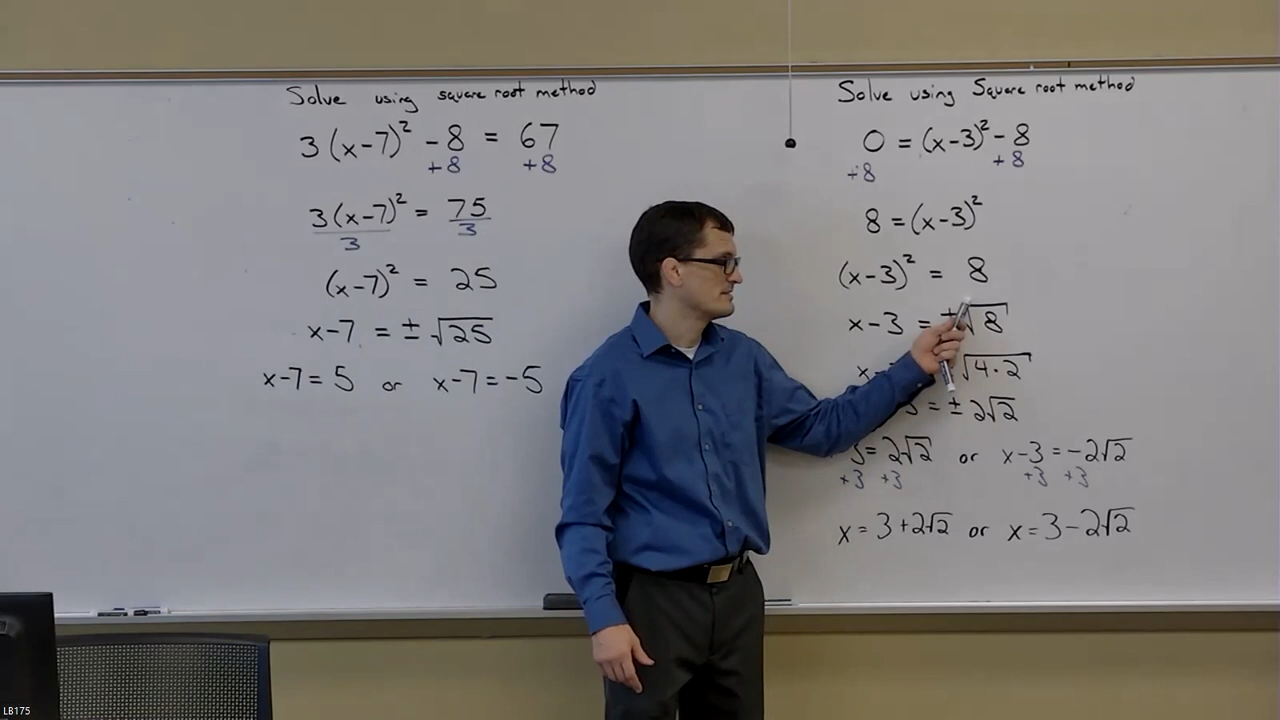 Solve using square root method
3(x-7)² - 8 = 67
+8 +8
3(x-7)² = 75
3 3
(x-7)² = 25
x-7 = ± √25
x-7 = 5 or x-7 = -5
Solve using Square root method
0 = (x-3)² - 8
+8 +8
8 = (x-3)²
(x-3)² = 8
x-3 = ±√8
x- √4·2
3 = ± 2√2
3 = 2√2 or x-3 = -2√2
+3 +3 +3 +3
x = 3 + 2√2 or x = 3 - 2√2
LB175